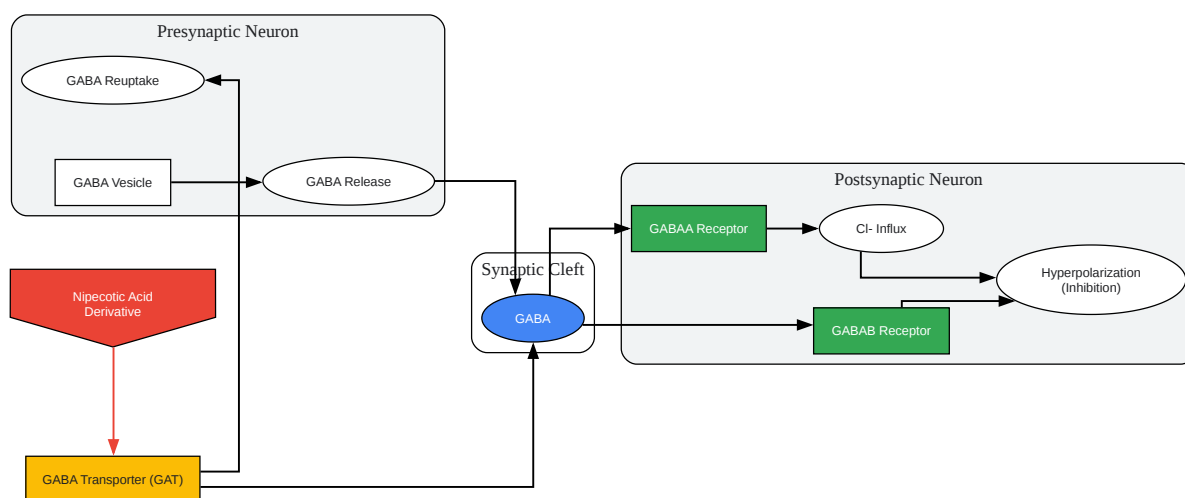 Presynaptic Neuron
GABA Reuptake
GABA Vesicle
GABA Release
Postsynaptic Neuron
GABAA Receptor
Cl- Influx
Synaptic Cleft
Hyperpolarization
(Inhibition)
Nipecotic Acid
Derivative
GABA
GABAB Receptor
GABA Transporter (GAT)